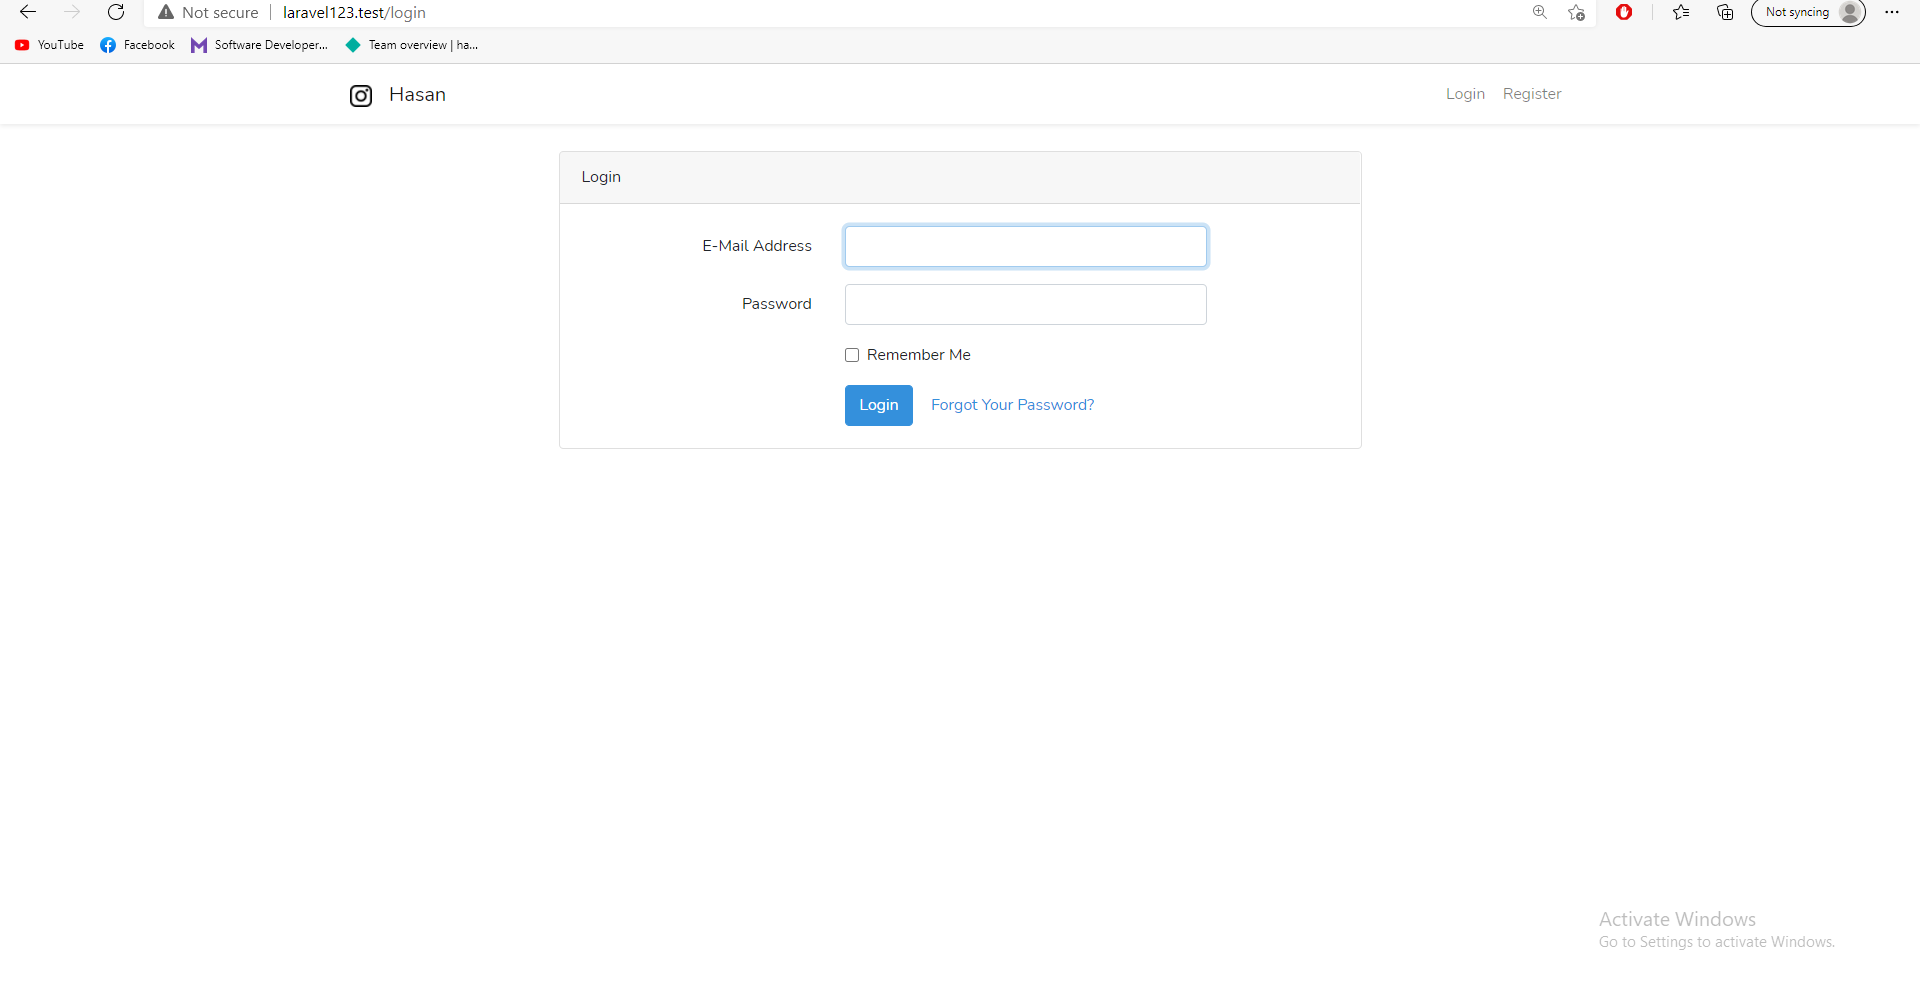 Not secure laravel123.test/login
Not syncing
YouTube Facebook Software Developer... Team overview | ha...
Hasan Login Register
Login
E-Mail Address
Password
Remember Me
Login Forgot Your Password?
Activate Windows
Go to Settings to activate Windows.